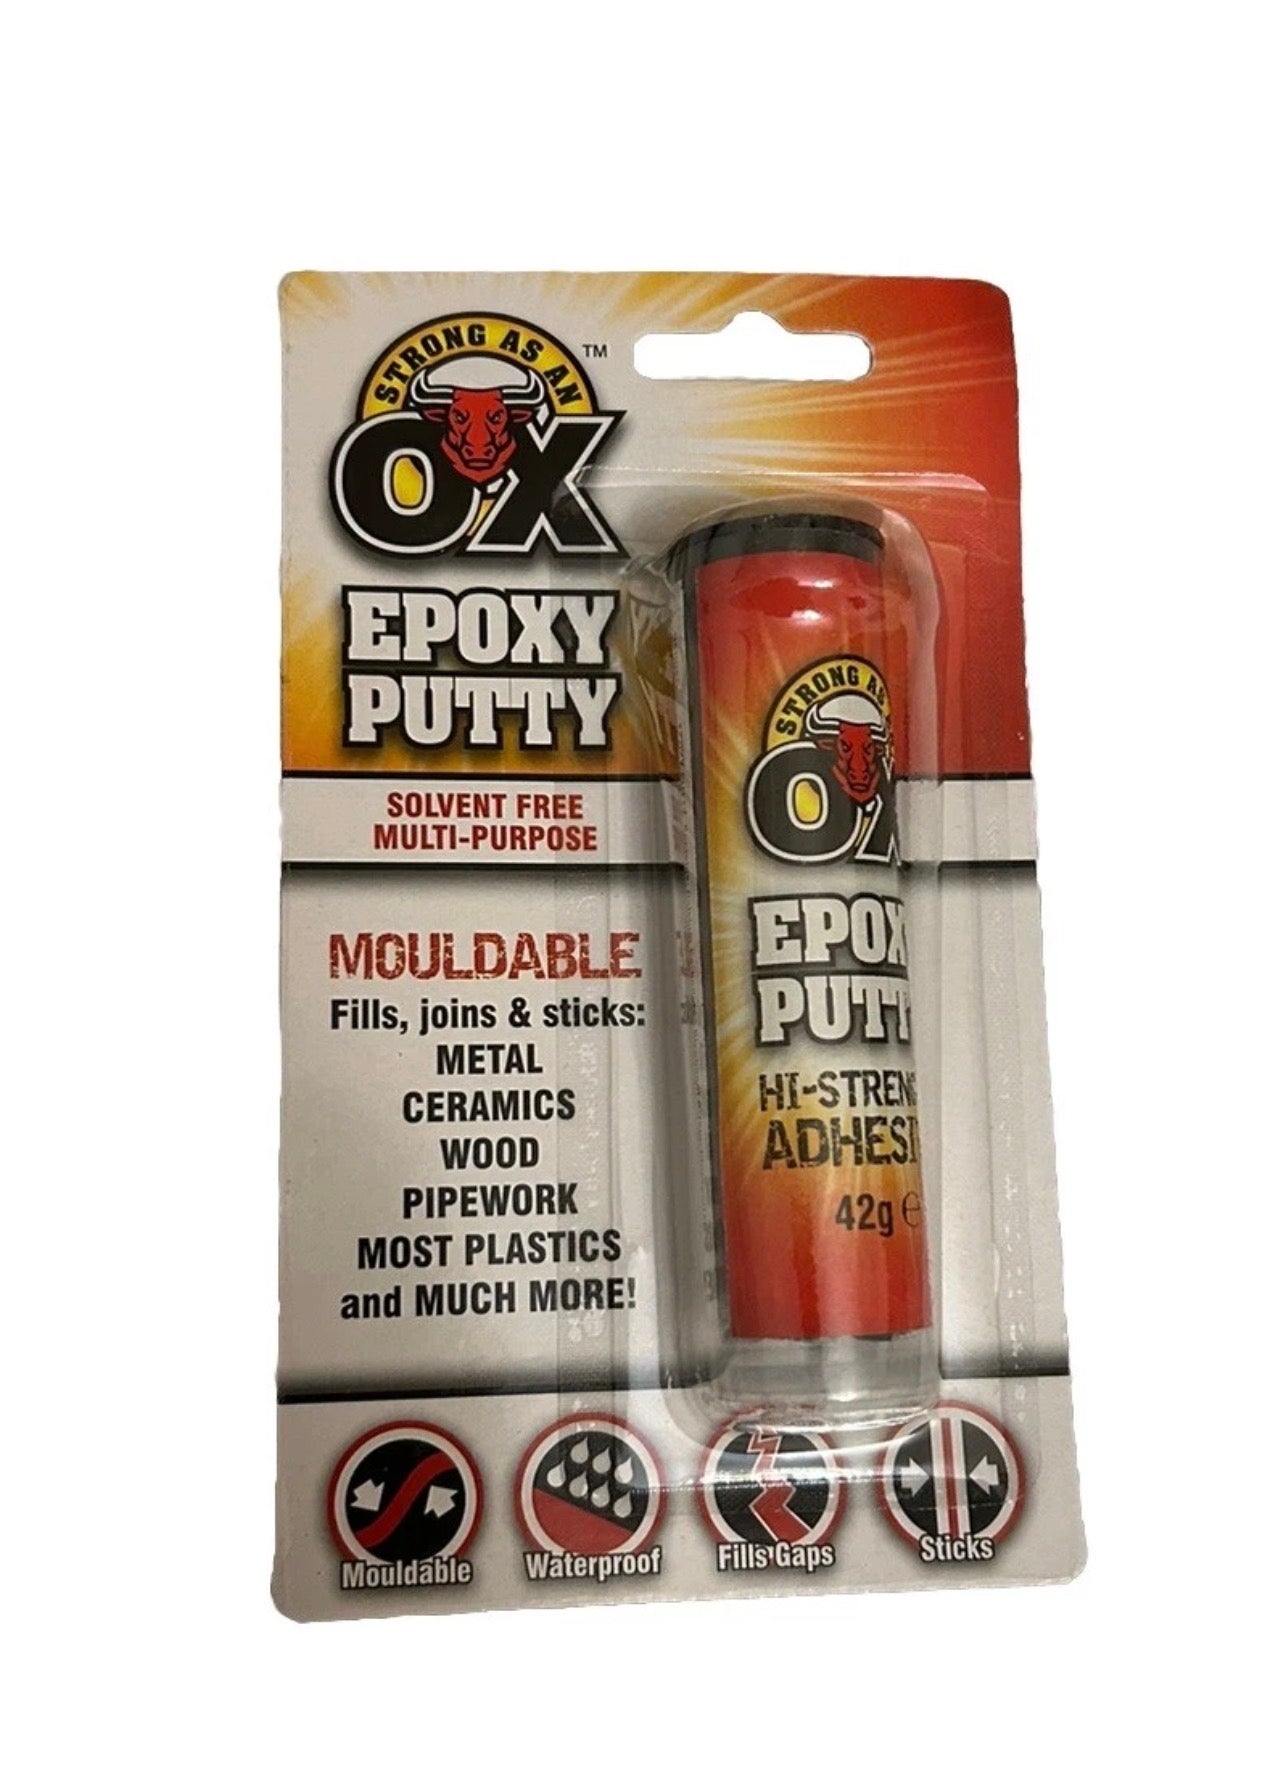 STRONG AS AN
TM
OX
EPOXY
PUTTY
SOLVENT FREE
MULTI-PURPOSE
MOULDABLE
Fills, joins & sticks:
METAL
CERAMICS
WOOD
PIPEWORK
MOST PLASTICS
and MUCH MORE!
STRONG AS
OX
EPOXY
PUTT
HI-STRENG
ADHESI
42g e
Mouldable
Waterproof
Fills Gaps
Sticks